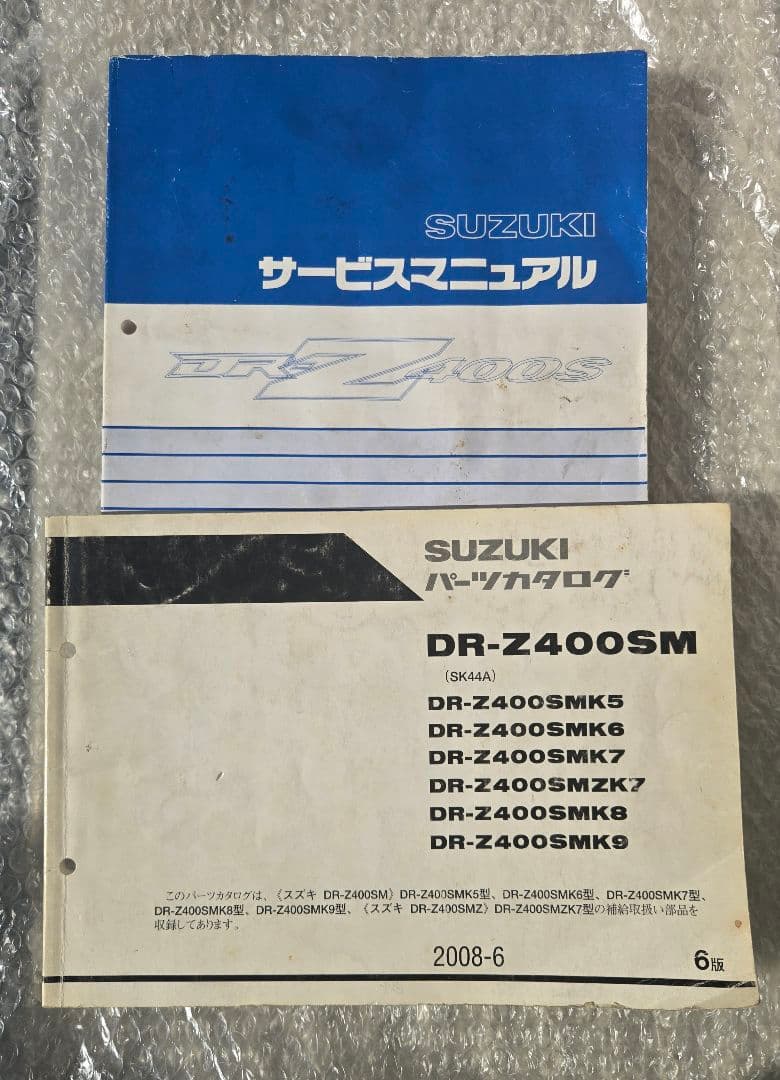 SUZUKI
サービスマニュアル
DR-Z400S
SUZUKI
パーツカタログ
DR-Z400SM
(SK44A)
DR-Z400SMK5
DR-Z400SMK6
DR-Z400SMK7
DR-Z400SMZK7
DR-Z400SMK8
DR-Z400SMK9
このパーツカタログは、《スズキ DR-Z400SM》DR-Z400SMK5型、DR-Z400SMK6型、DR-Z400SMK7型、
DR-Z400SMK8型、DR-Z400SMK9型、《スズキ DR-Z400SMZ》DR-Z400SMZK7型の補給取扱い部品を
収録してあります。
2008-6
6版